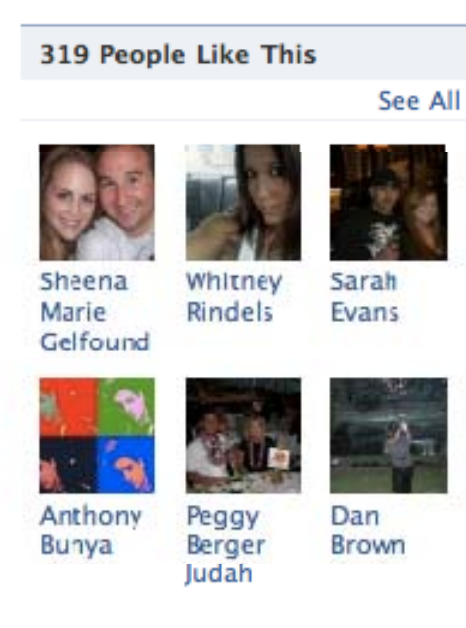 319 People Like This
See All
Sheena
Marie
Gelfound
Whitney
Rindels
Sarah
Evans
Anthony
Bunya
Peggy
Berger
Judah
Dan
Brown